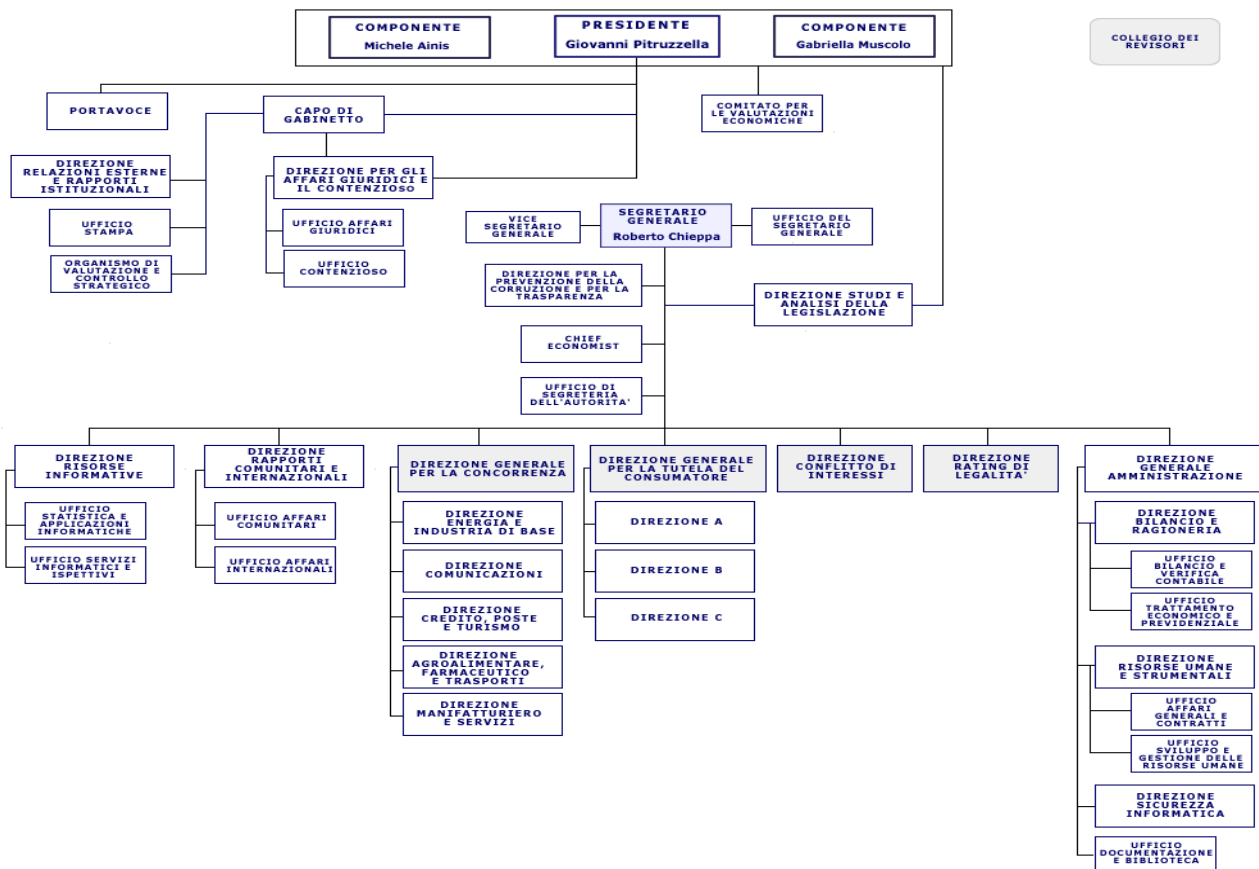 COMPONENTE
Michele Ainis
PRESIDENTE
Giovanni Pitruzzella
COMPONENTE
Gabriella Muscolo
COLLEGIO DEI
REVISORI
PORTAVOCE
CAPO DI
GABINETTO
COMITATO PER
LE VALUTAZIONI
ECONOMICHE
DIREZIONE
RELAZIONI ESTERNE
E RAPPORTI
ISTITUZIONALI
DIREZIONE PER GLI
AFFARI GIURIDICI E
IL CONTENZIOSO
UFFICIO
STAMPA
UFFICIO AFFARI
GIURIDICI
ORGANISMO DI
VALUTAZIONE E
CONTROLLO
STRATEGICO
UFFICIO
CONTENZIOSO
VICE
SEGRETARIO
GENERALE
SEGRETARIO
GENERALE
Roberto Chieppa
UFFICIO DEL
SEGRETARIO
GENERALE
DIREZIONE PER LA
PREVENZIONE DELLA
CORRUZIONE E PER LA
TRASPARENZA
DIREZIONE STUDI E
ANALISI DELLA
LEGISLAZIONE
CHIEF
ECONOMIST
UFFICIO DI
SEGRETERIA
DELL'AUTORITA'
DIREZIONE
RISORSE
INFORMATIVE
UFFICIO
STATISTICA E
APPLICAZIONI
INFORMATICHE
UFFICIO SERVIZI
INFORMATICI E
ISPETTIVI
DIREZIONE
RAPPORTI
COMUNITARI E
INTERNAZIONALI
UFFICIO AFFARI
COMUNITARI
UFFICIO AFFARI
INTERNAZIONALI
DIREZIONE GENERALE
PER LA CONCORRENZA
DIREZIONE
ENERGIA E
INDUSTRIA DI BASE
DIREZIONE
COMUNICAZIONI
DIREZIONE
CREDITO, POSTE
E TURISMO
DIREZIONE
AGROALIMENTARE,
FARMACEUTICO
E TRASPORTI
DIREZIONE
MANIFATTURIERO
E SERVIZI
DIREZIONE GENERALE
PER LA TUTELA DEL
CONSUMATORE
DIREZIONE A
DIREZIONE B
DIREZIONE C
DIREZIONE
CONFLITTO DI
INTERESSI
DIREZIONE
RATING DI
LEGALITA'
DIREZIONE
GENERALE
AMMINISTRAZIONE
DIREZIONE
BILANCIO E
RAGIONERIA
UFFICIO
BILANCIO E
VERIFICA
CONTABILE
UFFICIO
TRATTAMENTO
ECONOMICO E
PREVIDENZIALE
DIREZIONE
RISORSE UMANE
E STRUMENTALI
UFFICIO
AFFARI
GENERALI E
CONTRATTI
UFFICIO
SVILUPPO E
GESTIONE DELLE
RISORSE UMANE
DIREZIONE
SICUREZZA
INFORMATICA
UFFICIO
DOCUMENTAZIONE
E BIBLIOTECA